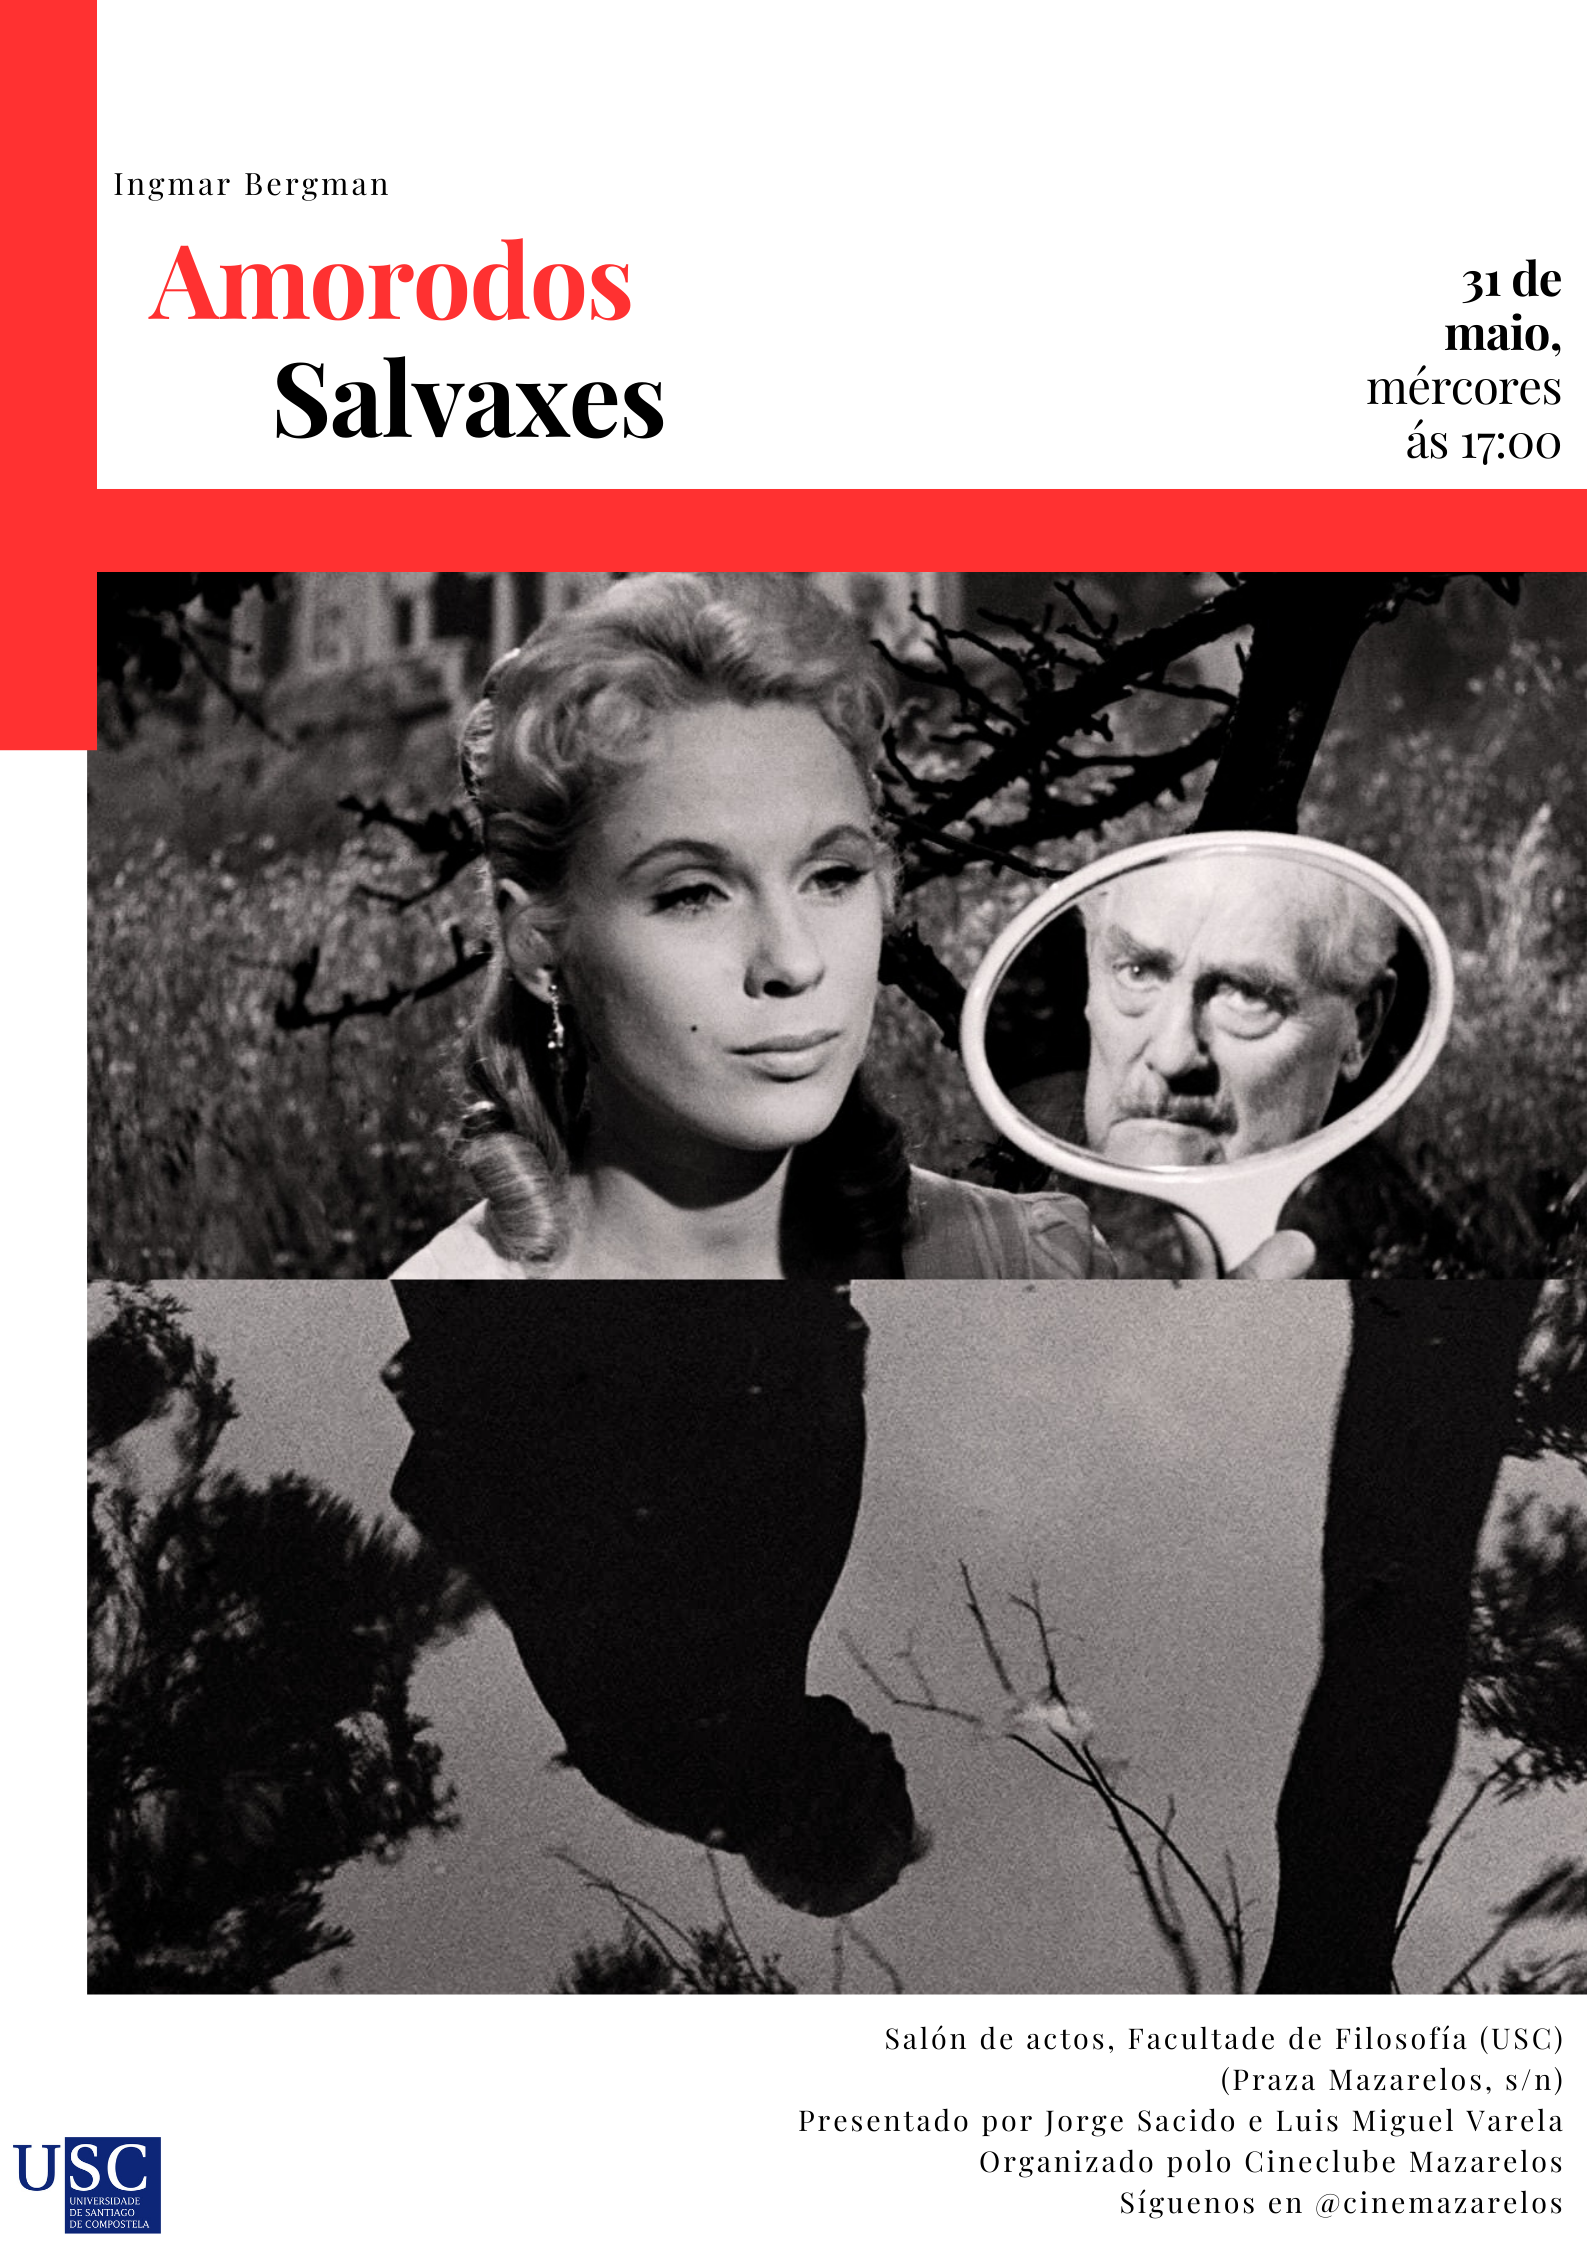 Ingmar Bergman
Amorodos
Salvaxes
31 de
maio,
mércores
ás 17:00
Salón de actos, Facultade de Filosofía (USC)
(Praza Mazarelos, s/n)
Presentado por Jorge Sacido e Luis Miguel Varela
Organizado polo Cineclube Mazarelos
Síguenos en @cinemazarelos
USC
UNIVERSIDADE
DE SANTIAGO
DE COMPOSTELA